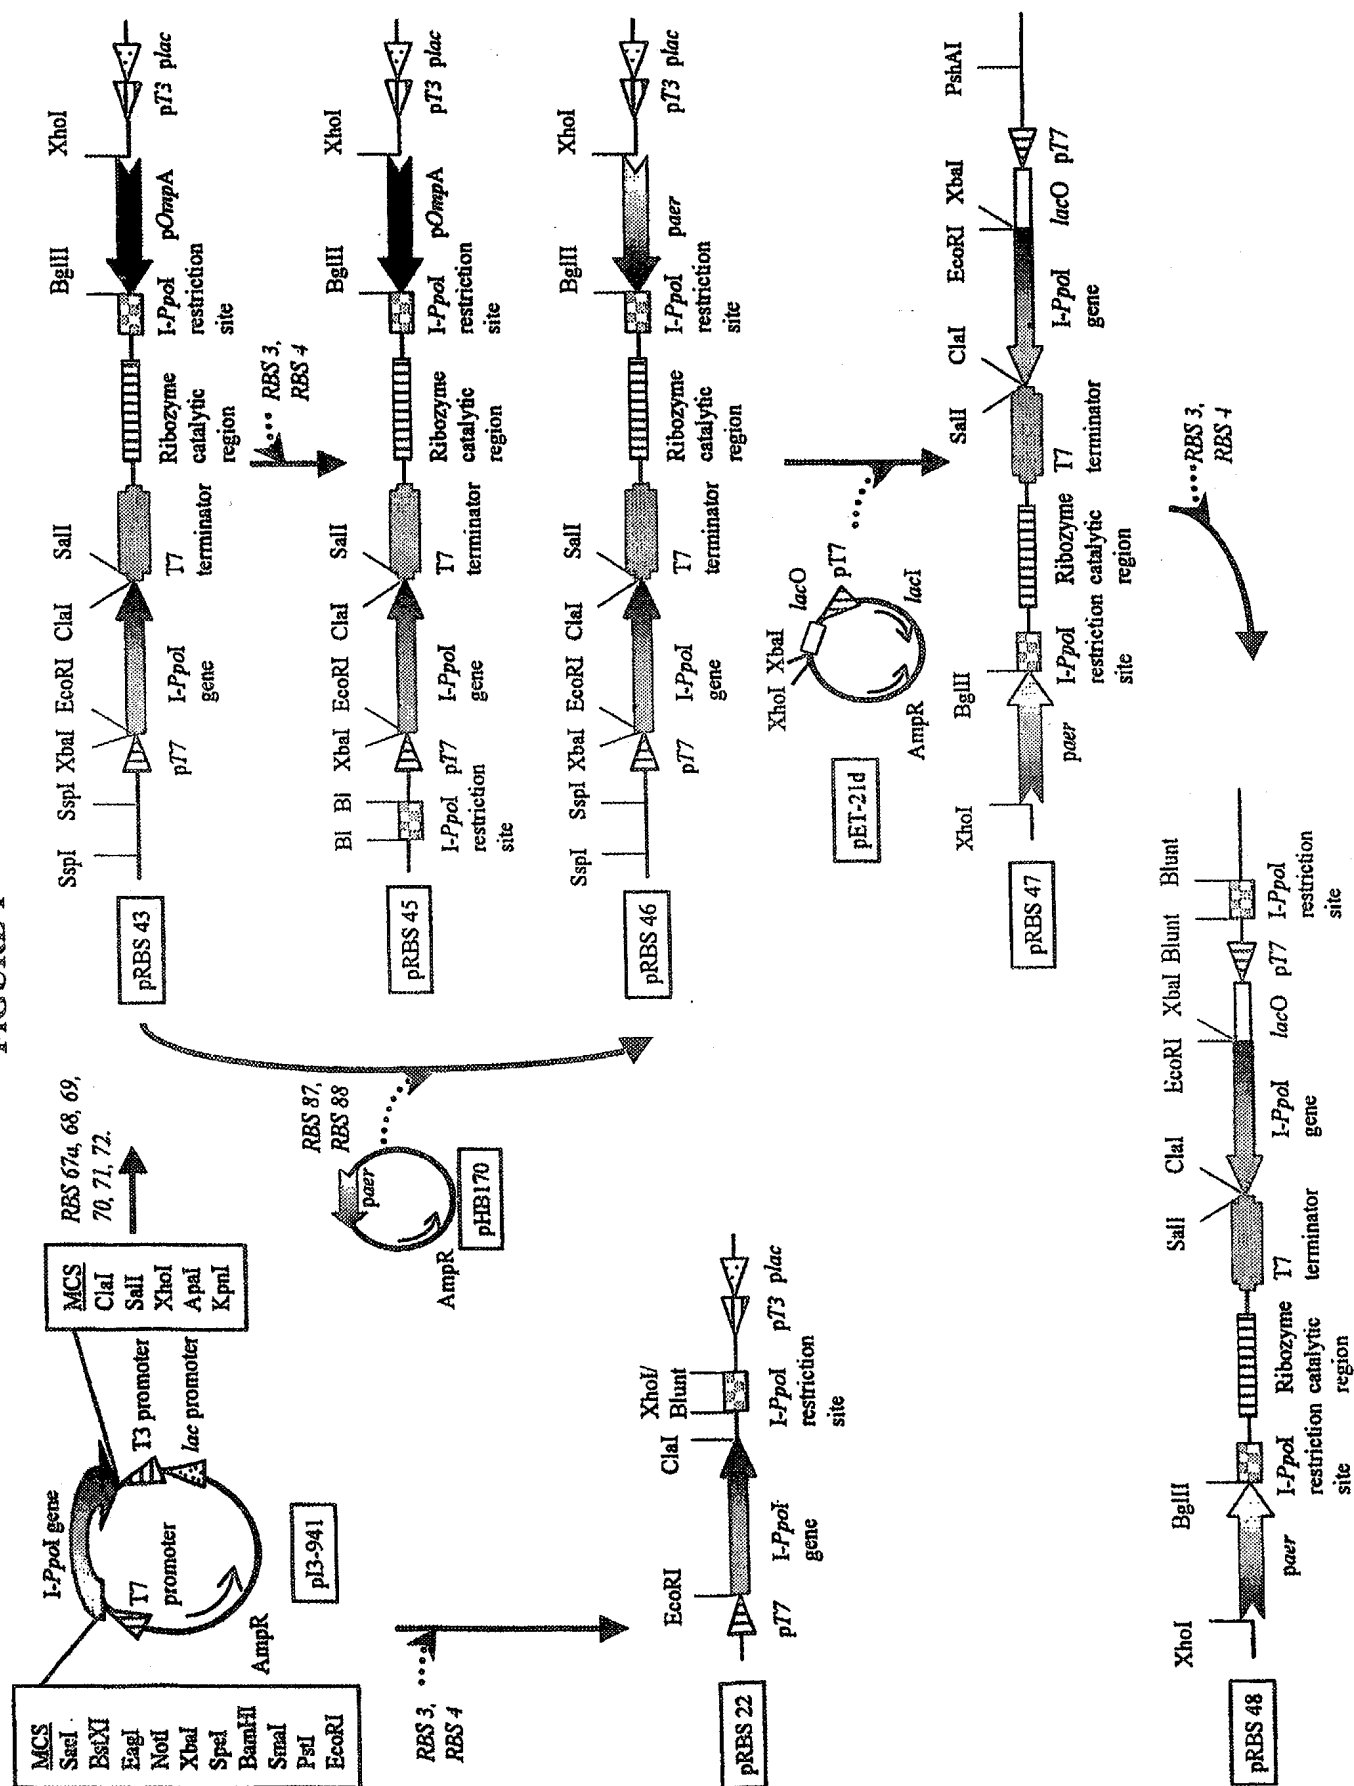 MCS
SacI
BstXI
EagI
NotI
XbaI
SpeI
BamHI
SmaI
PstI
EcoRI
I-PpoI gene
T7
promoter
T3 promoter
lac promoter
AmpR
pI3-941
MCS
ClaI
SalI
XhoI
ApaI
KpnI
RBS 67a, 68, 69,
70, 71, 72.
RBS 3,
RBS 4
EcoRI
ClaI
XhoI/
Blunt
pT7
I-PpoI
gene
I-PpoI
restriction
site
pT3
plac
pRBS 22
paer
AmpR
pHB170
RBS 87,
RBS 88
SspI
SspI
XbaI
EcoRI
ClaI
SalI
BglII
XhoI
pT7
I-PpoI
gene
T7
terminator
Ribozyme
catalytic
region
I-PpoI
restriction
site
pOmpA
pT3
plac
pRBS 43
RBS 3,
RBS 4
Bl
Bl
XbaI
EcoRI
ClaI
SalI
BglII
XhoI
I-PpoI
restriction
site
pT7
I-PpoI
gene
T7
terminator
Ribozyme
catalytic
region
I-PpoI
restriction
site
pOmpA
pT3
plac
pRBS 45
SspI
SspI
XbaI
EcoRI
ClaI
SalI
BglII
XhoI
pT7
I-PpoI
gene
T7
terminator
Ribozyme
catalytic
region
I-PpoI
restriction
site
paer
pT3
plac
pRBS 46
XhoI
XbaI
lacO
pT7
lacI
AmpR
pET-21d
XhoI
BglII
SalI
ClaI
EcoRI
XbaI
PshAI
paer
I-PpoI
restriction
site
Ribozyme
catalytic
region
T7
terminator
I-PpoI
gene
lacO
pT7
pRBS 47
RBS 3,
RBS 4
XhoI
BglII
SalI
ClaI
EcoRI
XbaI
Blunt
Blunt
paer
I-PpoI
restriction
site
Ribozyme
catalytic
region
T7
terminator
I-PpoI
gene
lacO
pT7
I-PpoI
restriction
site
pRBS 48